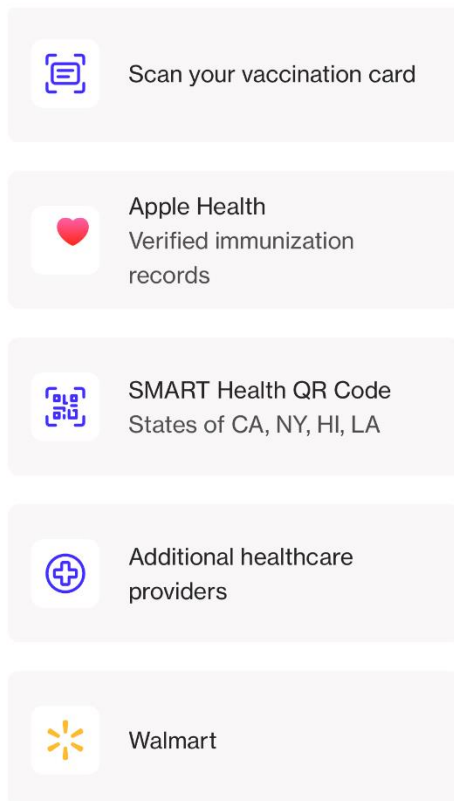 Scan your vaccination card
Apple Health
Verified immunization
records
SMART Health QR Code
States of CA, NY, HI, LA
Additional healthcare
providers
Walmart